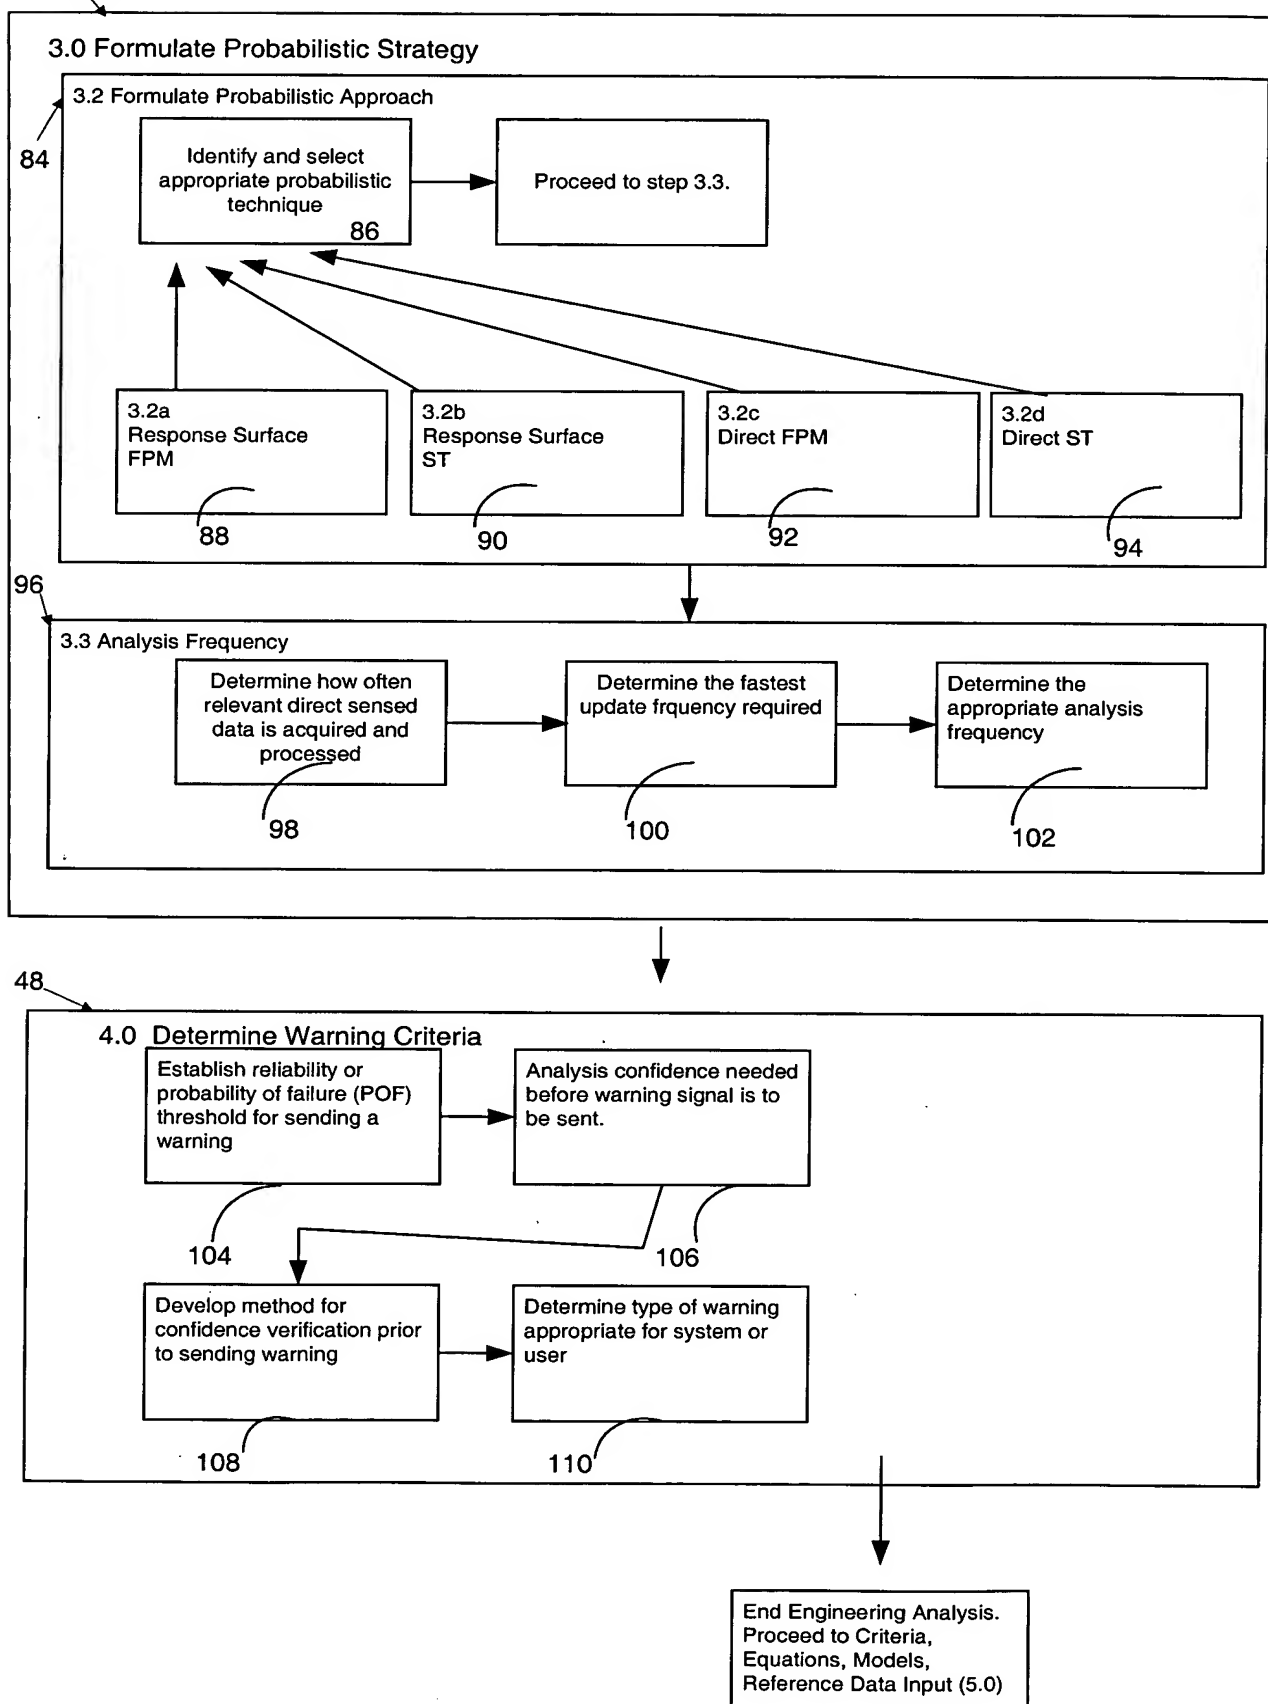 3.0 Formulate Probabilistic Strategy
3.2 Formulate Probabilistic Approach
84
Identify and select
appropriate probabilistic
technique
86
Proceed to step 3.3.
3.2a
Response Surface
FPM
88
3.2b
Response Surface
ST
90
3.2c
Direct FPM
92
3.2d
Direct ST
94
96
3.3 Analysis Frequency
Determine how often
relevant direct sensed
data is acquired and
processed
98
Determine the fastest
update frquency required
100
Determine the
appropriate analysis
frequency
102
48
4.0 Determine Warning Criteria
Establish reliability or
probability of failure (POF)
threshold for sending a
warning
104
Analysis confidence needed
before warning signal is to
be sent.
106
Develop method for
confidence verification prior
to sending warning
108
Determine type of warning
appropriate for system or
user
110
End Engineering Analysis.
Proceed to Criteria,
Equations, Models,
Reference Data Input (5.0)